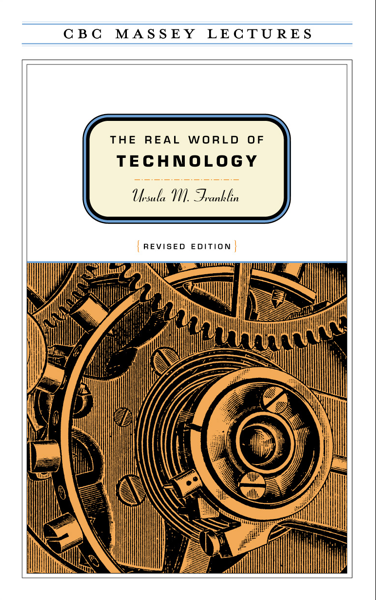 CBC MASSEY LECTURES
THE REAL WORLD OF
TECHNOLOGY
Ursula M. Franklin
REVISED EDITION